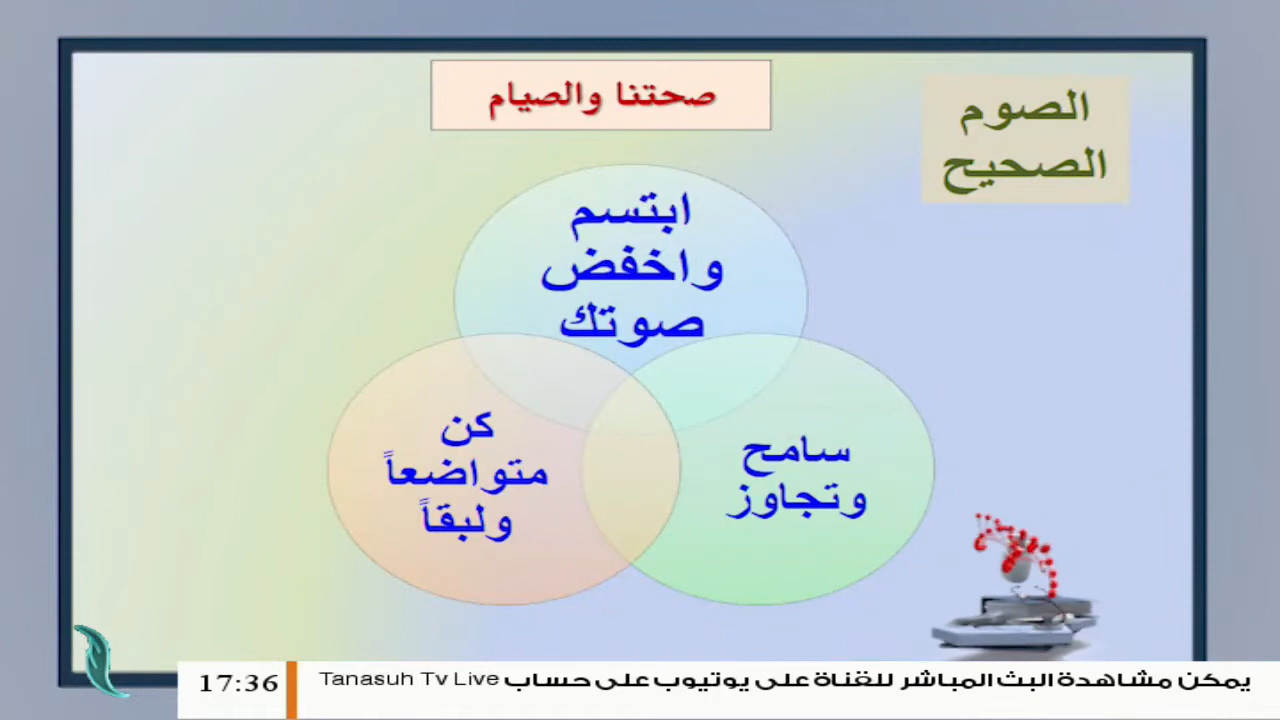 صحتنا والصيام
الصوم
الصحيح
ابتسم
واخفض
صوتك
سامح
وتجاوز
كن
متواضعاً
ولبقاً
يمكن مشاهدة البث المباشر للقناة على يوتيوب على حساب Tanasuh Tv Live
17:36